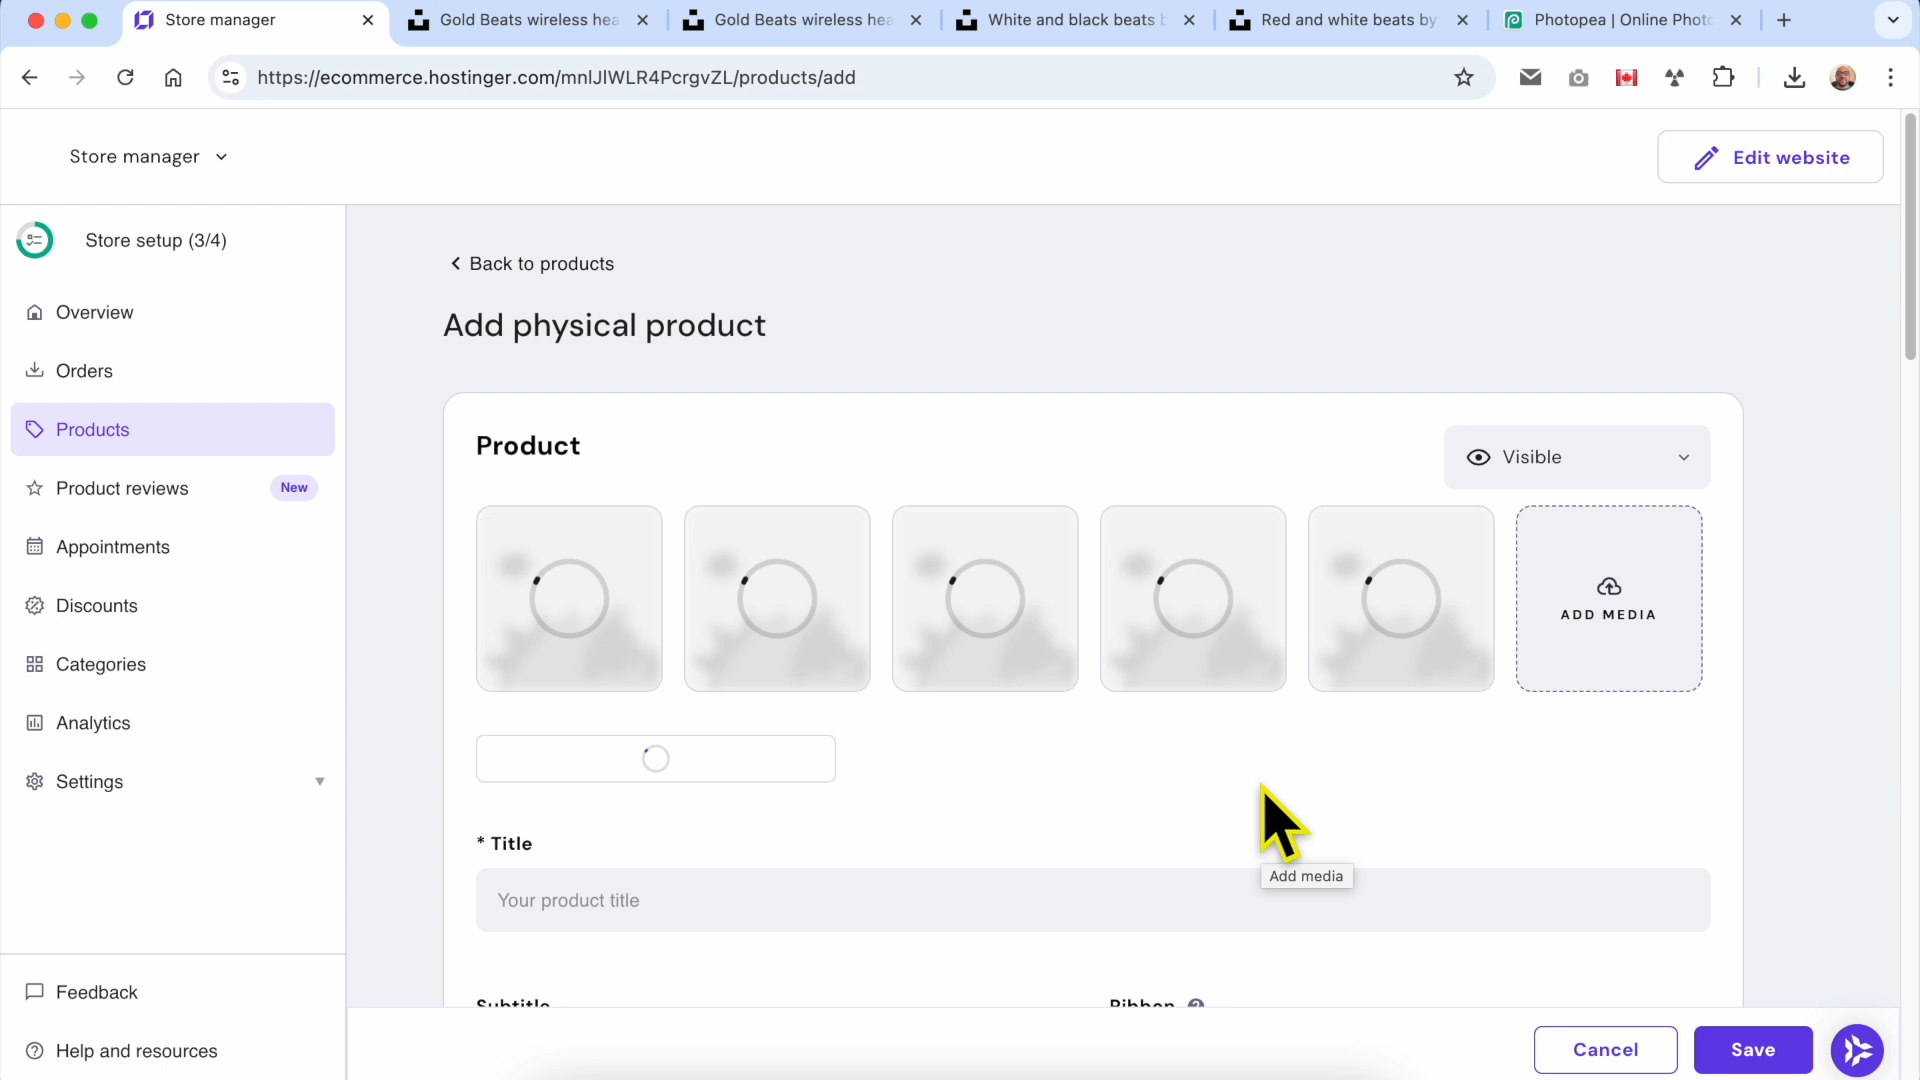 Store manager
Gold Beats wireless hea
Gold Beats wireless hea
White and black beats b
Red and white beats by
Photopea | Online Photo
https://ecommerce.hostinger.com/mnlJlWLR4PcrgvZL/products/add
Store manager
Edit website
Store setup (3/4)
Overview
Orders
Products
Product reviews
New
Appointments
Discounts
Categories
Analytics
Settings
Feedback
Help and resources
Back to products
Add physical product
Product
Visible
ADD MEDIA
* Title
Your product title
Add media
Subtitle
Ribbon
Cancel
Save